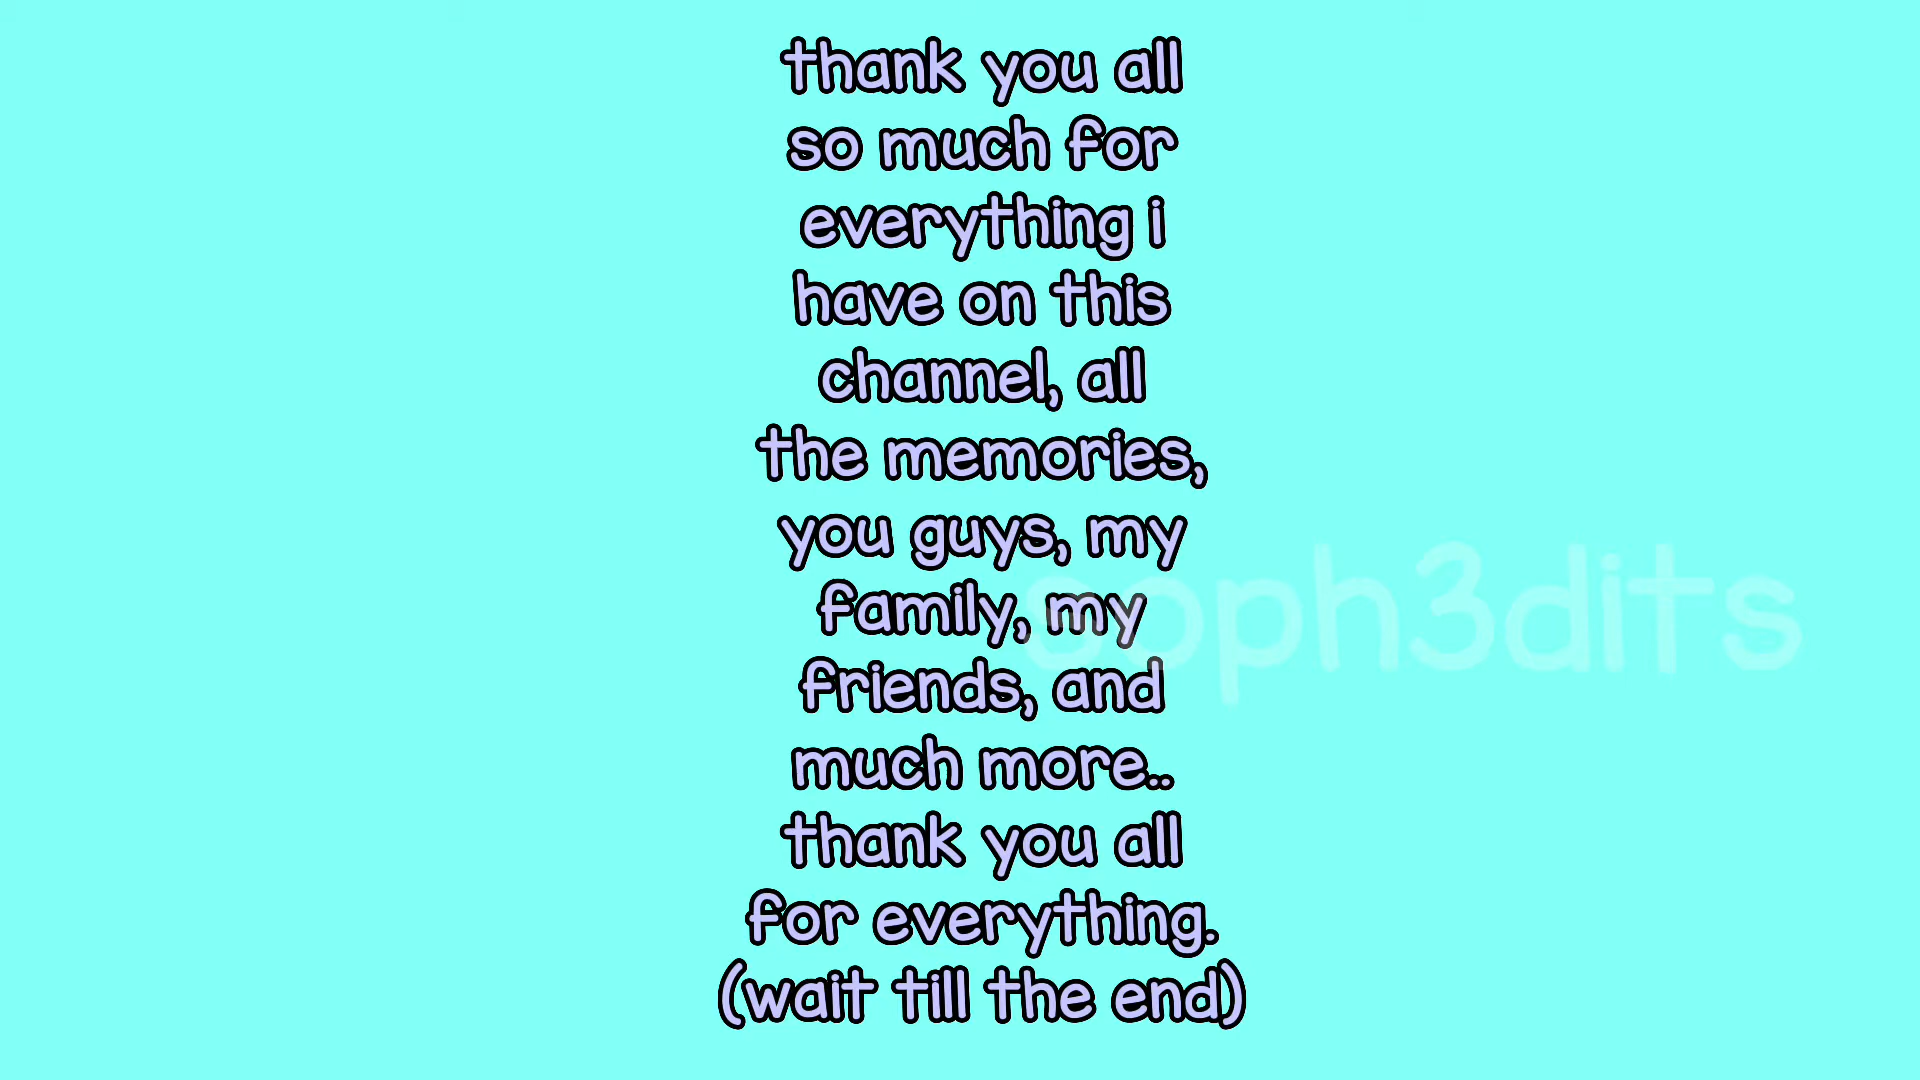 thank you all
so much for
everything i
have on this
channel, all
the memories,
you guys, my
family, my
friends, and
much more..
thank you all
for everything.
(wait till the end)
soph3dits